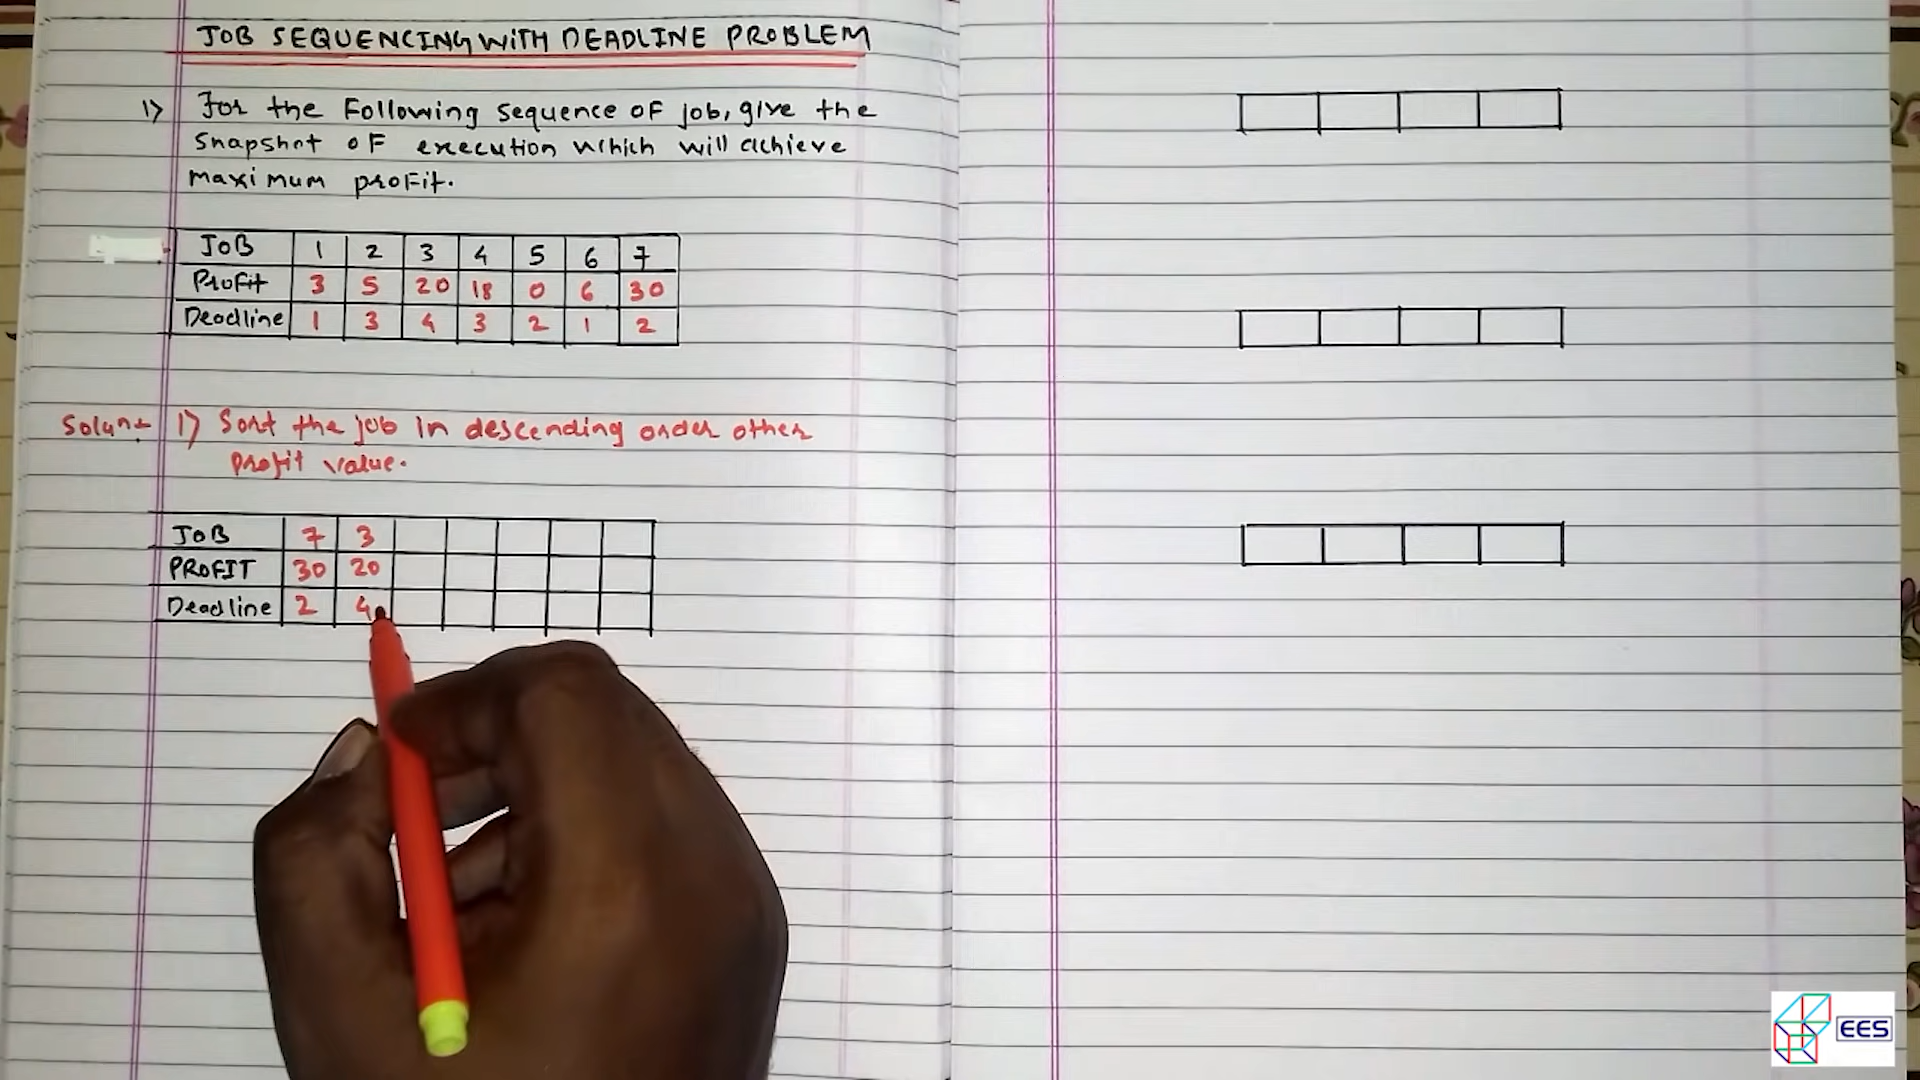 JOB SEQUENCING WITH DEADLINE PROBLEM
1) For the Following sequence OF job, give the
snapshot OF execution which will achieve
maximum profit.
JOB 1 2 3 4 5 6 7
Profit 3 5 20 18 0 6 30
Deadline 1 3 4 3 2 1 2
Solun:- 1) Sort the job in descending order other
profit value.
JOB 7 3
PROFIT 30 20
Deadline 2 4
EES